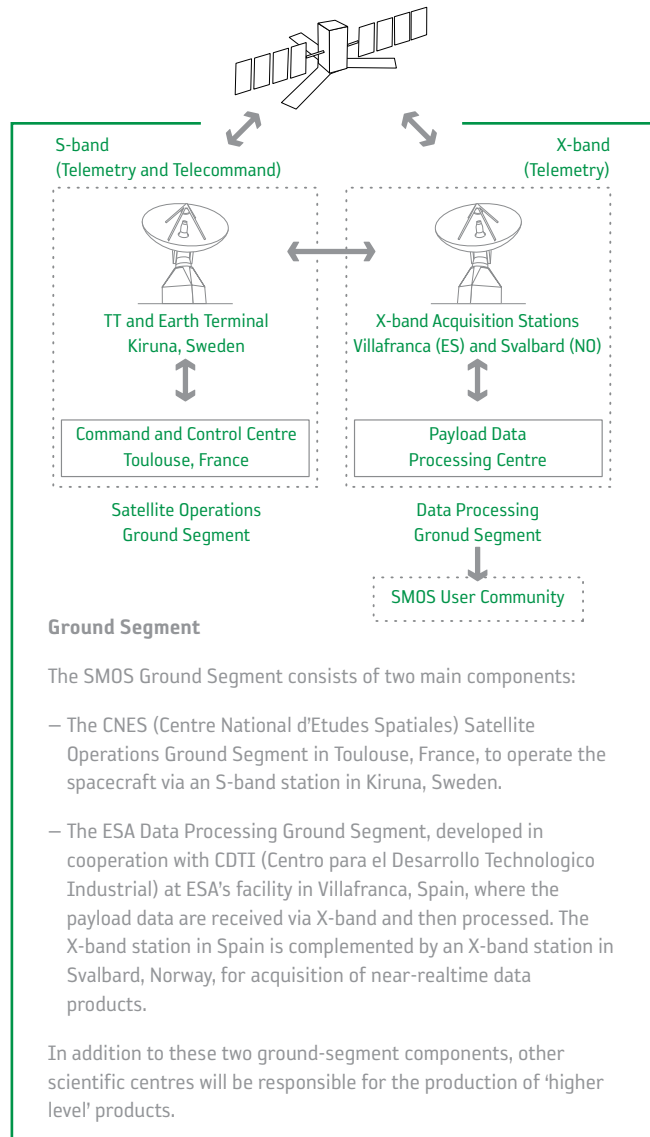 S-band
(Telemetry and Telecommand)
X-band
(Telemetry)
TT and Earth Terminal
Kiruna, Sweden
X-band Acquisition Stations
Villafranca (ES) and Svalbard (NO)
Command and Control Centre
Toulouse, France
Payload Data
Processing Centre
Satellite Operations
Ground Segment
Data Processing
Gronud Segment
SMOS User Community
Ground Segment
The SMOS Ground Segment consists of two main components:
– The CNES (Centre National d'Etudes Spatiales) Satellite
Operations Ground Segment in Toulouse, France, to operate the
spacecraft via an S-band station in Kiruna, Sweden.
– The ESA Data Processing Ground Segment, developed in
cooperation with CDTI (Centro para el Desarrollo Technologico
Industrial) at ESA's facility in Villafranca, Spain, where the
payload data are received via X-band and then processed. The
X-band station in Spain is complemented by an X-band station in
Svalbard, Norway, for acquisition of near-realtime data
products.
In addition to these two ground-segment components, other
scientific centres will be responsible for the production of ‘higher
level’ products.